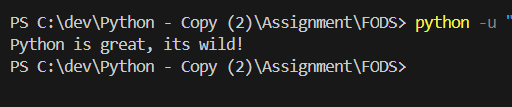 PS C:\dev\Python - Copy (2)\Assignment\FODS> python -u "
Python is great, its wild!
PS C:\dev\Python - Copy (2)\Assignment\FODS>